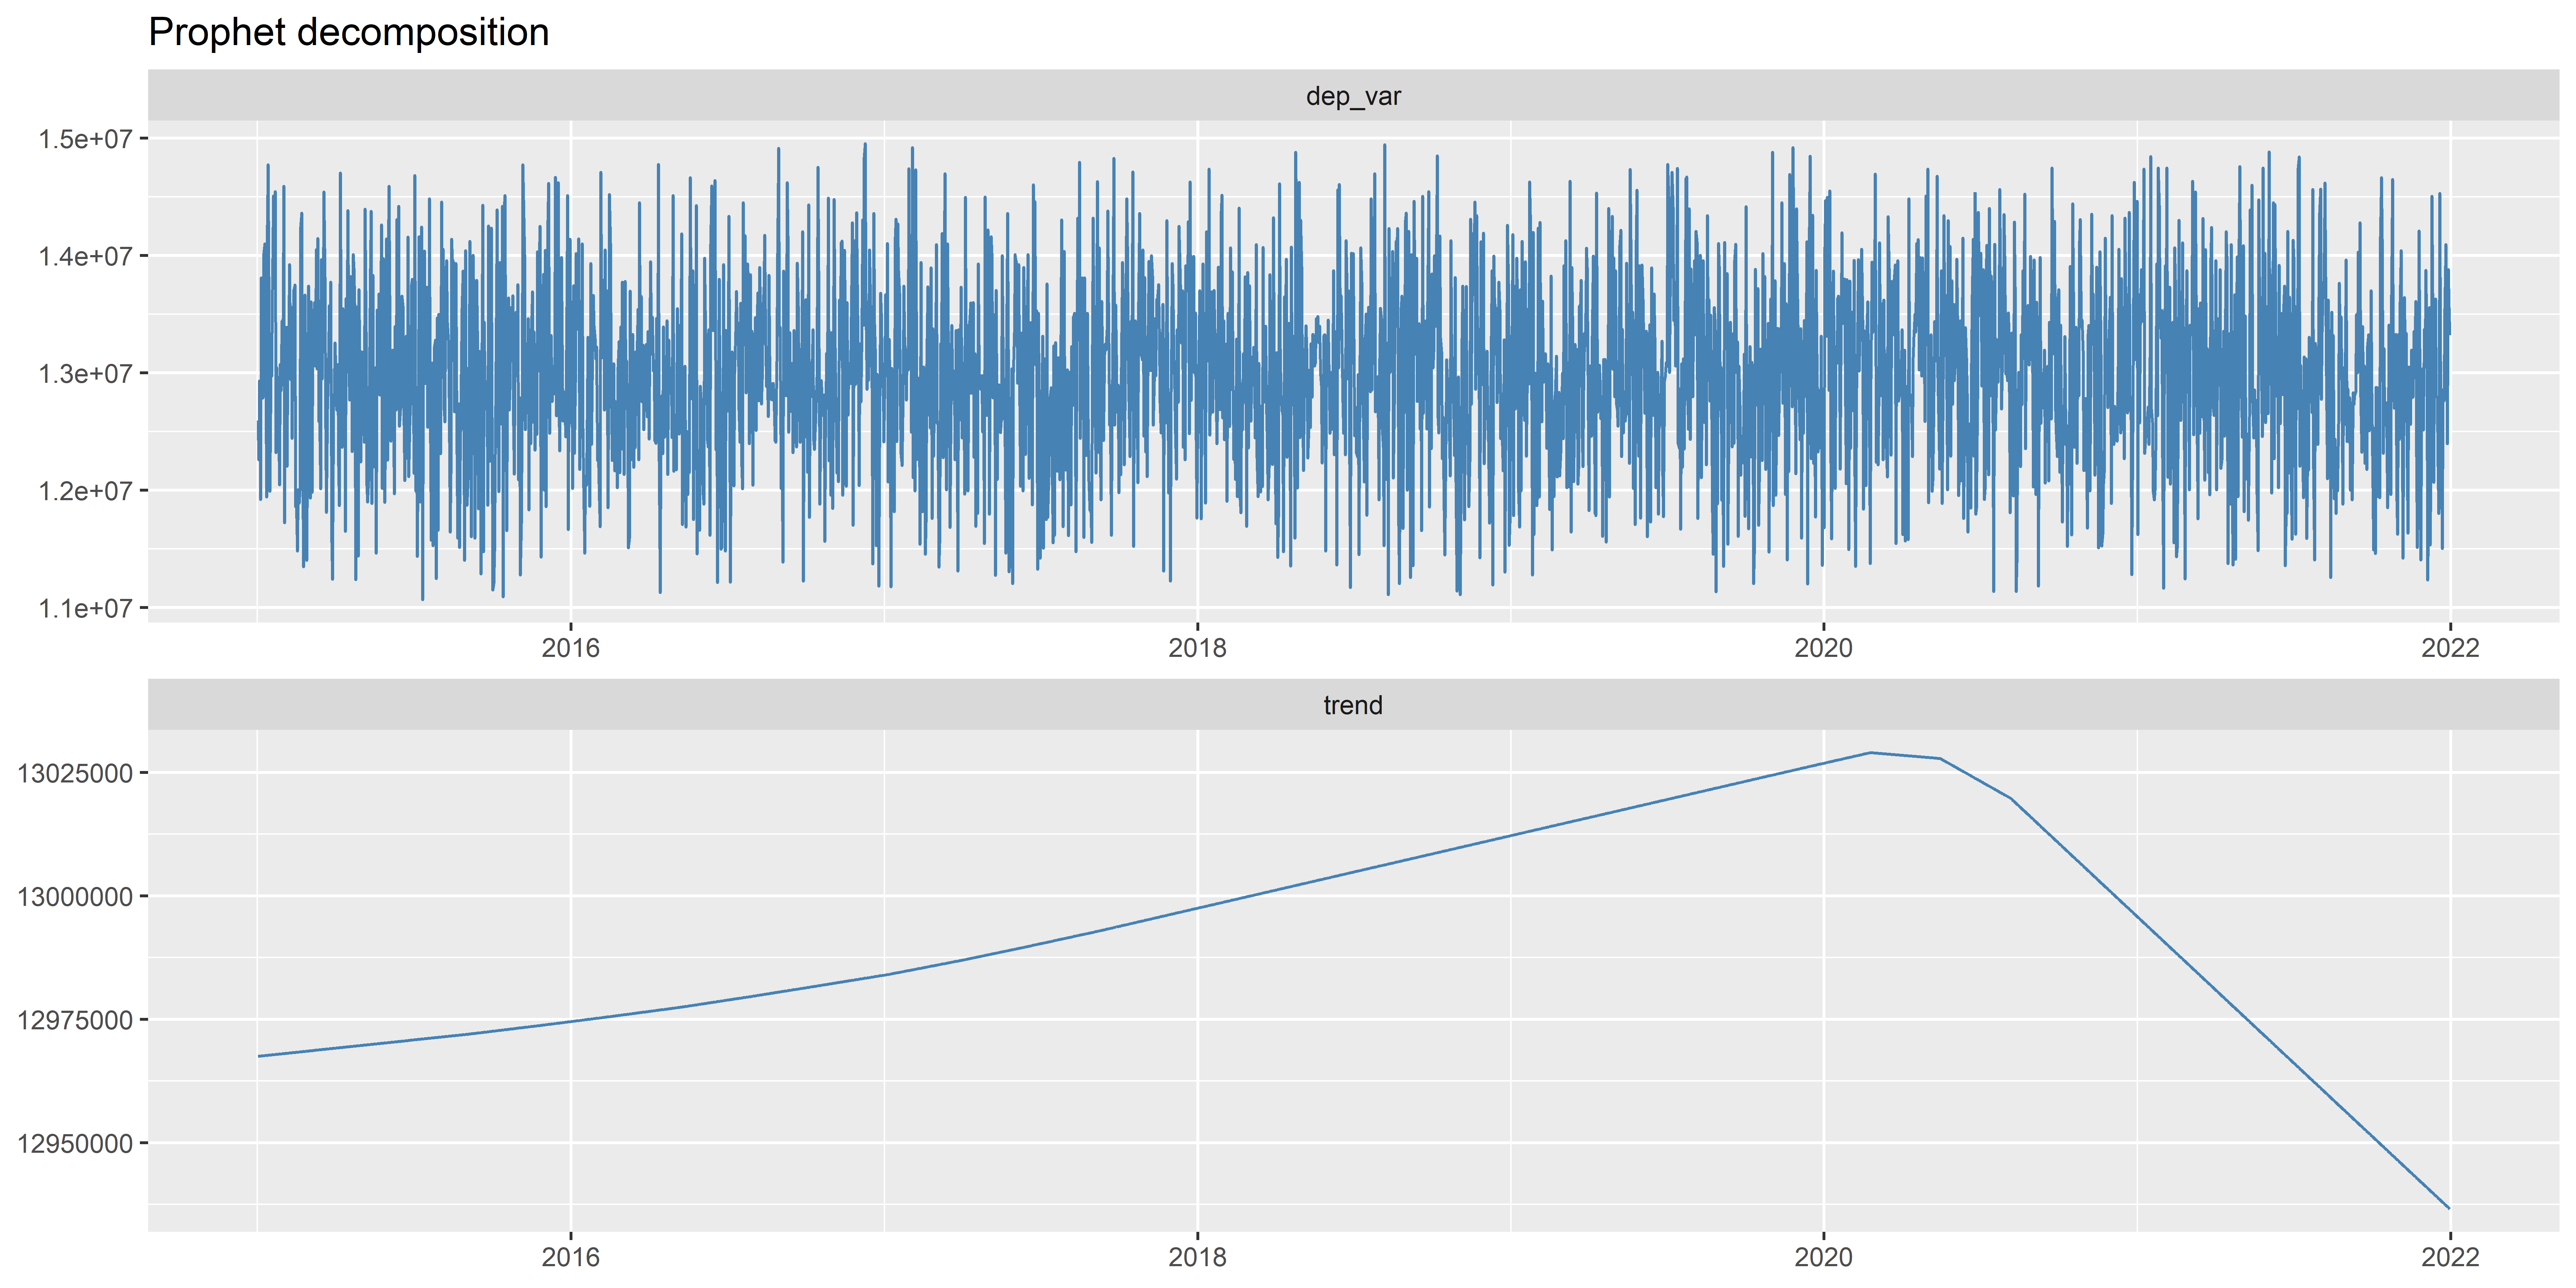 Prophet decomposition
dep_var
1.5e+07
1.4e+07
1.3e+07
1.2e+07
1.1e+07
2016 2018 2020 2022
trend
13025000
13000000
12975000
12950000
2016 2018 2020 2022